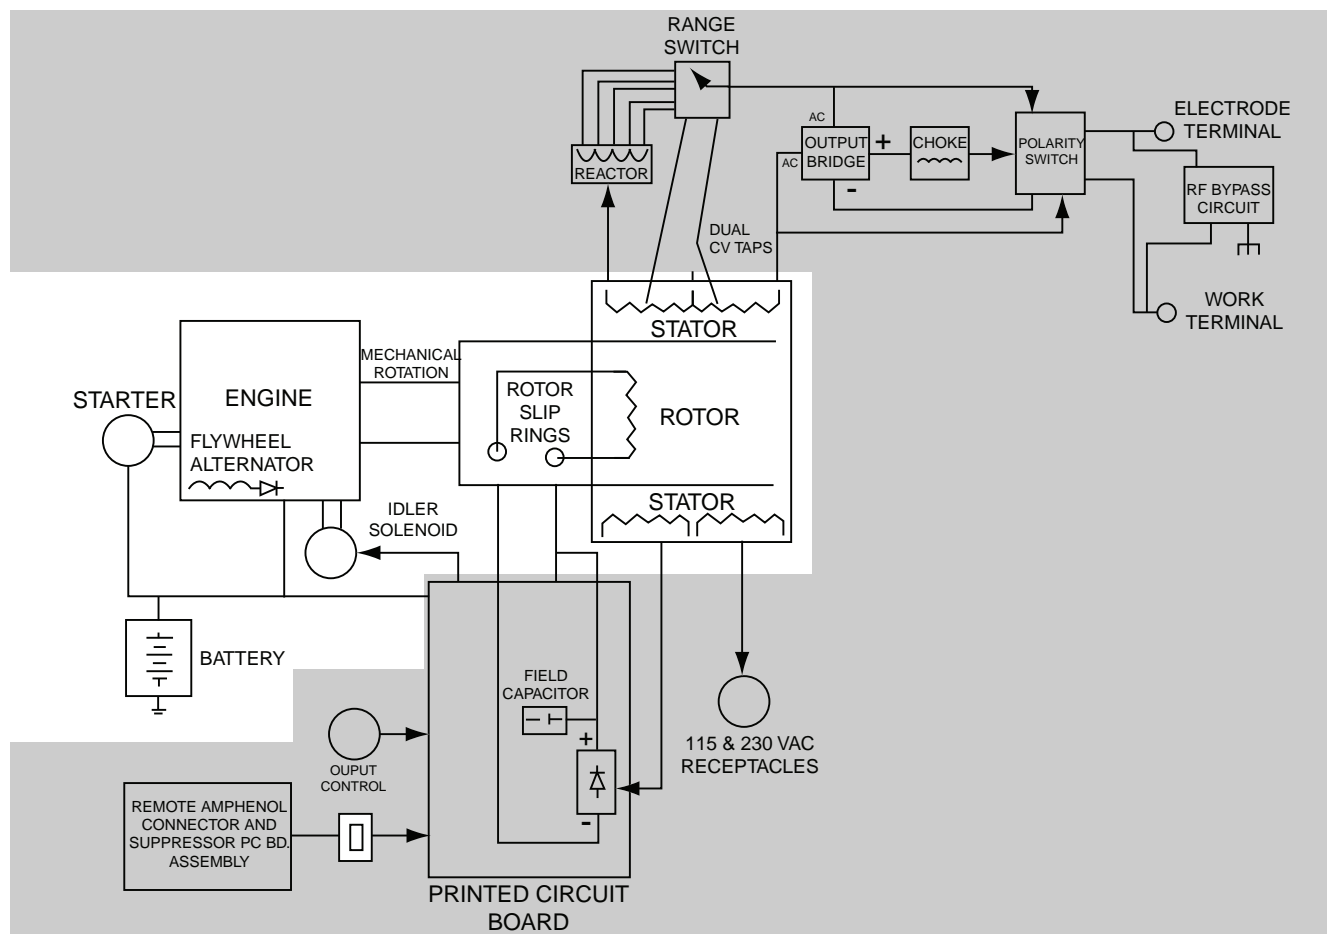 RANGE
SWITCH
ELECTRODE
TERMINAL
AC
OUTPUT
BRIDGE
+
CHOKE
POLARITY
SWITCH
AC
-
REACTOR
RF BYPASS
CIRCUIT
DUAL
CV TAPS
WORK
TERMINAL
STATOR
MECHANICAL
ROTATION
ENGINE
STARTER
ROTOR
SLIP
RINGS
ROTOR
FLYWHEEL
ALTERNATOR
STATOR
IDLER
SOLENOID
BATTERY
FIELD
CAPACITOR
+
-
115 & 230 VAC
RECEPTACLES
OUPUT
CONTROL
REMOTE AMPHENOL
CONNECTOR AND
SUPPRESSOR PC BD.
ASSEMBLY
PRINTED CIRCUIT
BOARD